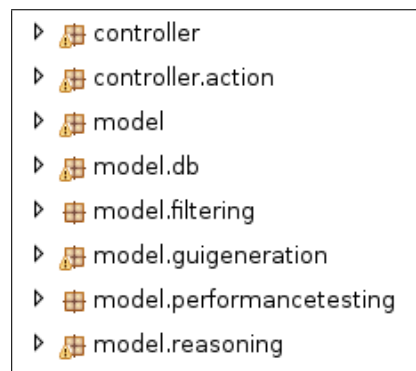 controller
controller.action
model
model.db
model.filtering
model.guigeneration
model.performancetesting
model.reasoning